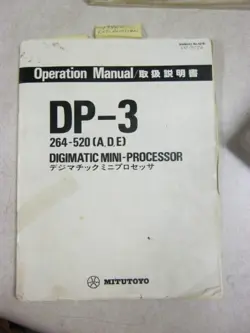 Operation Manual/取扱説明書
DP-3
264-520 (A, D, E)
DIGIMATIC MINI-PROCESSOR
デジマチックミニプロセッサ
MITUTOYO